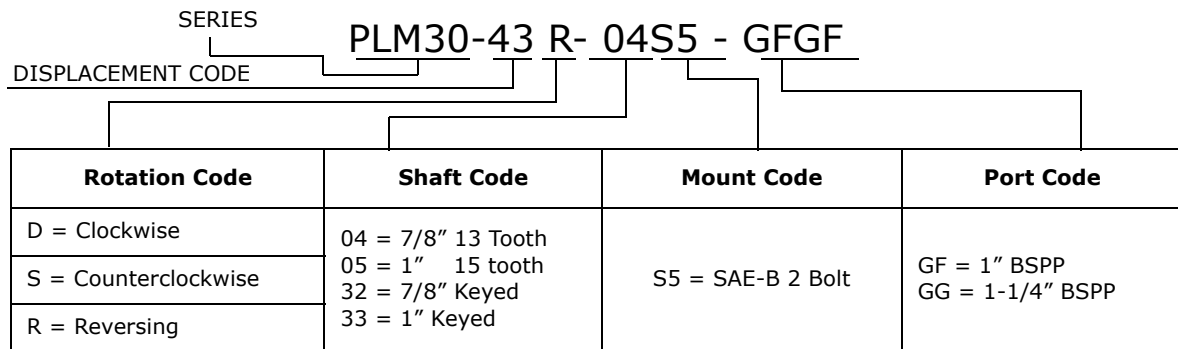 SERIES
PLM30-43 R- 04S5 - GFGF
DISPLACEMENT CODE
Rotation Code
Shaft Code
Mount Code
Port Code
D = Clockwise
S = Counterclockwise
R = Reversing
04 = 7/8" 13 Tooth
05 = 1" 15 tooth
32 = 7/8" Keyed
33 = 1" Keyed
S5 = SAE-B 2 Bolt
GF = 1" BSPP
GG = 1-1/4" BSPP